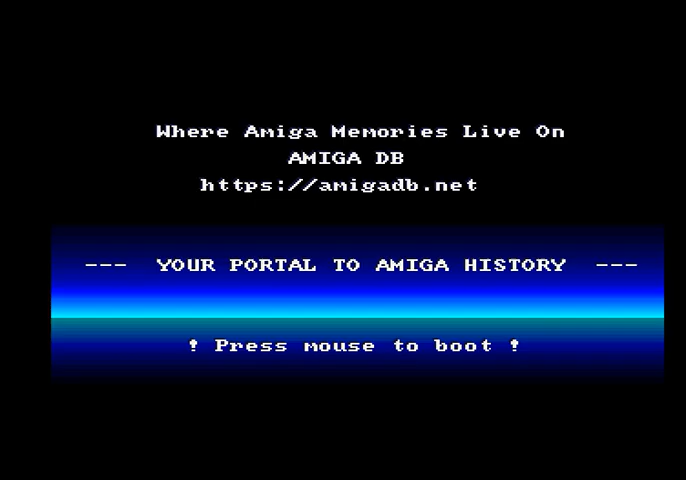 Where Amiga Memories Live On
AMIGA DB
https://amigadb.net
--- YOUR PORTAL TO AMIGA HISTORY ---
! Press mouse to boot !